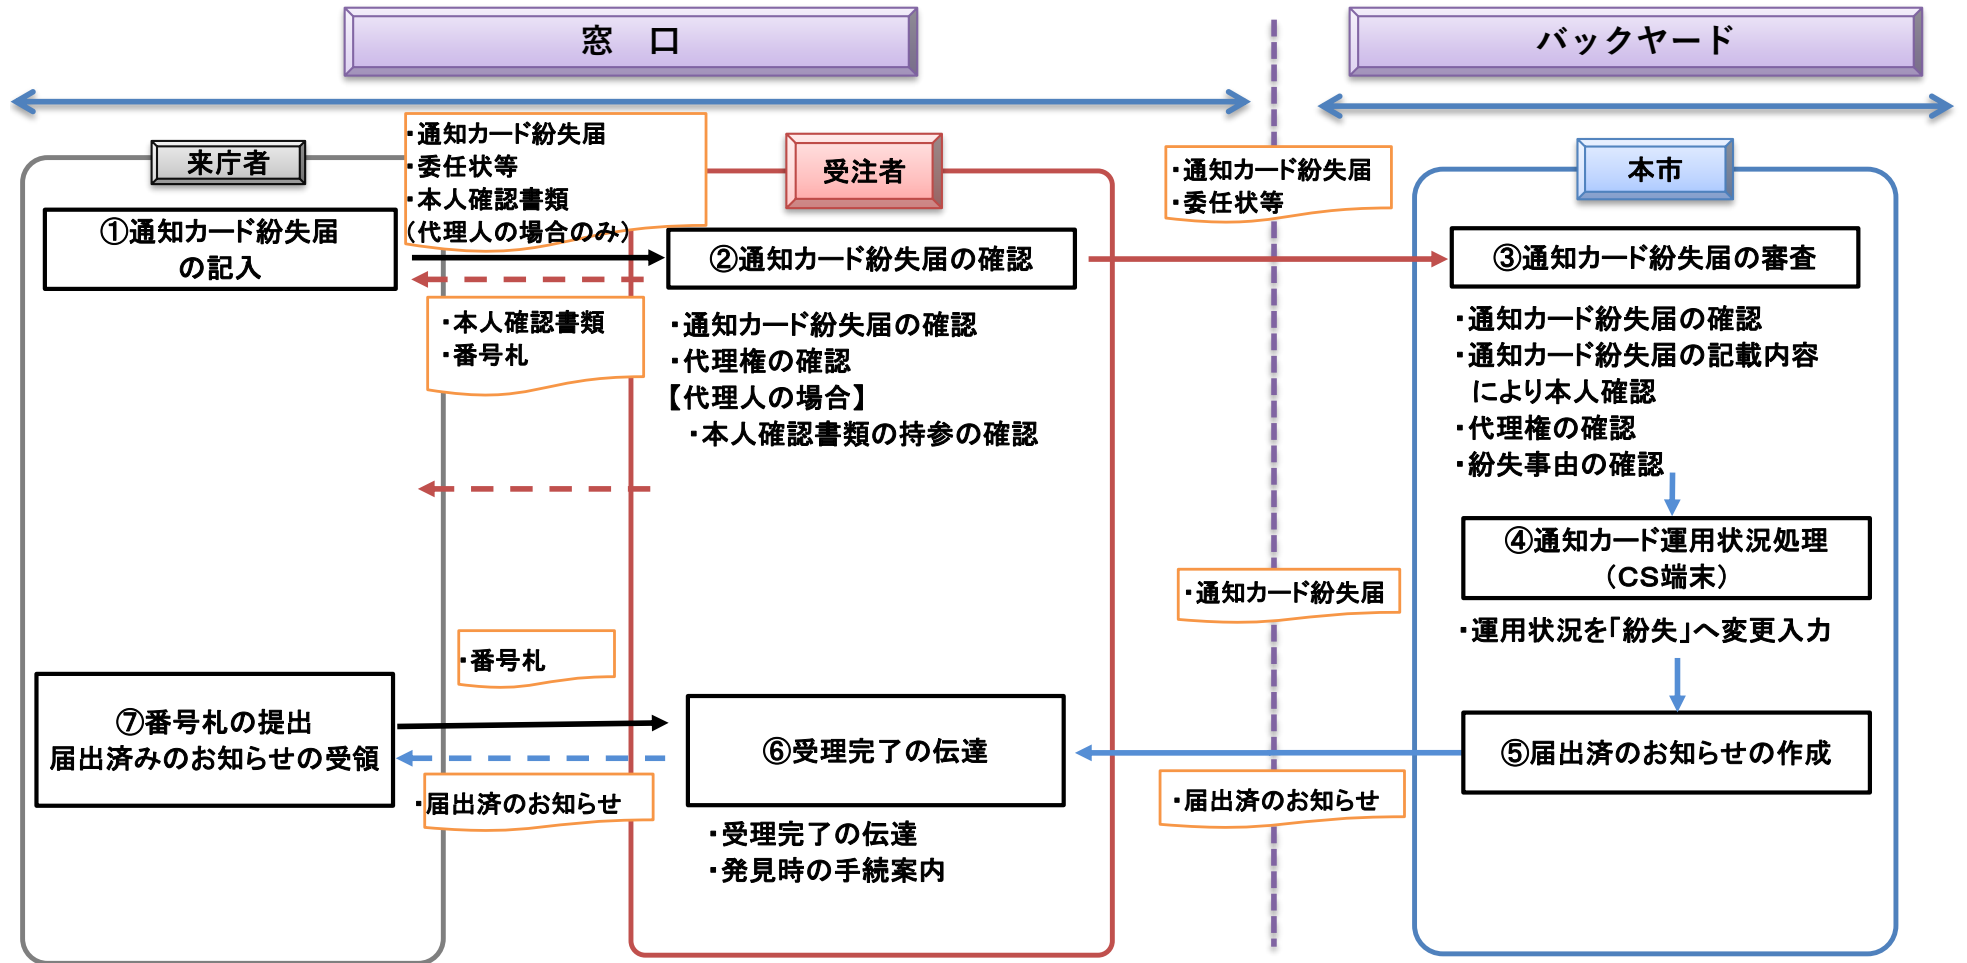 窓　口
バックヤード
来庁者
・通知カード紛失届
・委任状等
・本人確認書類
（代理人の場合のみ）
受注者
・通知カード紛失届
・委任状等
本市
①通知カード紛失届
の記入
②通知カード紛失届の確認
③通知カード紛失届の審査
・本人確認書類
・番号札
・通知カード紛失届の確認
・代理権の確認
【代理人の場合】
・本人確認書類の持参の確認
・通知カード紛失届の確認
・通知カード紛失届の記載内容
により本人確認
・代理権の確認
・紛失事由の確認
④通知カード運用状況処理
（ＣＳ端末）
・通知カード紛失届
・運用状況を「紛失」へ変更入力
・番号札
⑦番号札の提出
届出済みのお知らせの受領
⑥受理完了の伝達
⑤届出済のお知らせの作成
・届出済のお知らせ
・届出済のお知らせ
・受理完了の伝達
・発見時の手続案内